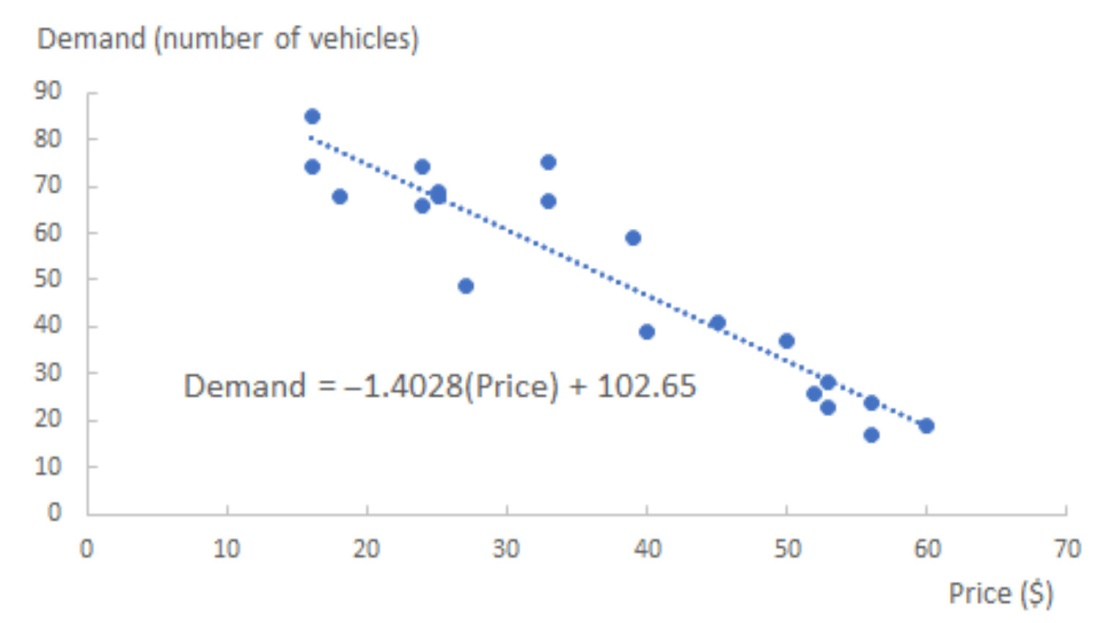 Demand (number of vehicles)
90
80
70
60
50
40
30
20
10
0
Demand = –1.4028(Price) + 102.65
0 10 20 30 40 50 60 70
Price ($)